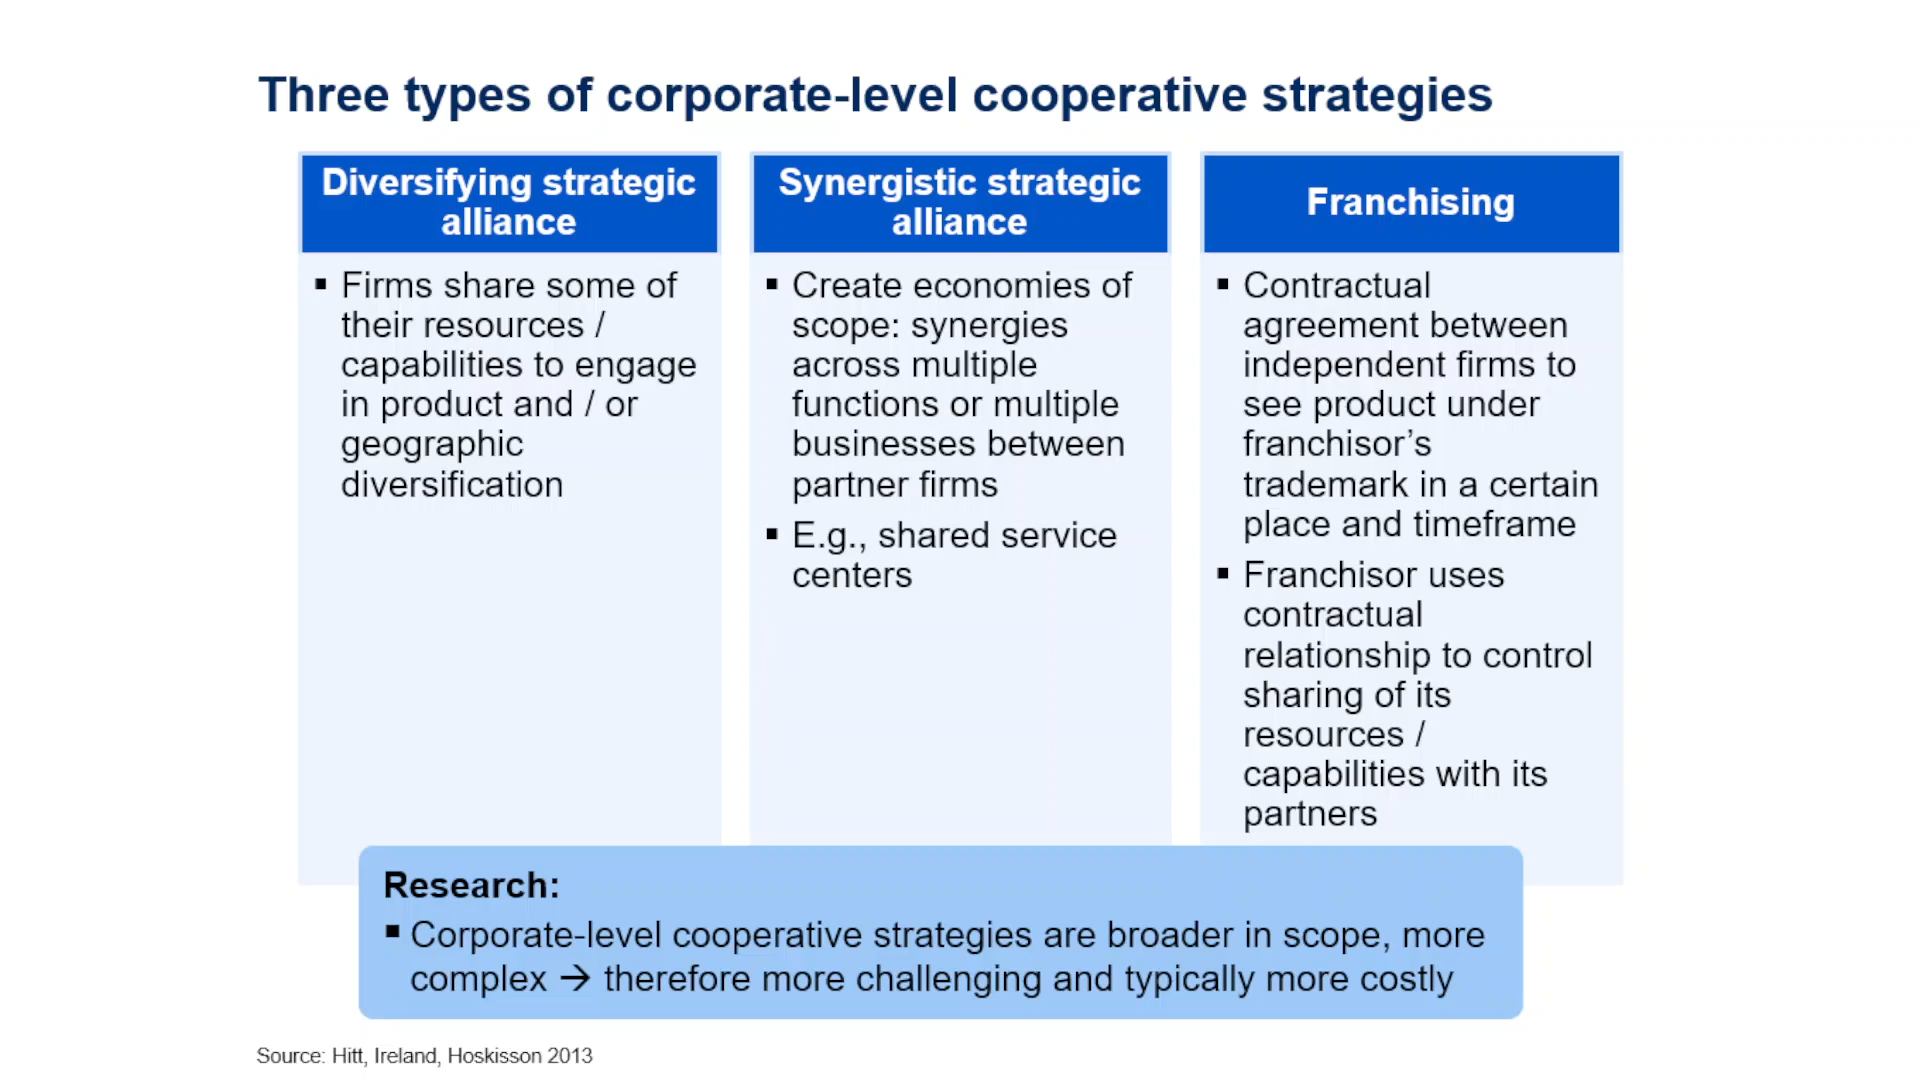 Three types of corporate-level cooperative strategies
Diversifying strategic
alliance
▪ Firms share some of
their resources /
capabilities to engage
in product and / or
geographic
diversification
Synergistic strategic
alliance
▪ Create economies of
scope: synergies
across multiple
functions or multiple
businesses between
partner firms
▪ E.g., shared service
centers
Franchising
▪ Contractual
agreement between
independent firms to
see product under
franchisor’s
trademark in a certain
place and timeframe
▪ Franchisor uses
contractual
relationship to control
sharing of its
resources /
capabilities with its
partners
Research:
▪ Corporate-level cooperative strategies are broader in scope, more
complex → therefore more challenging and typically more costly
Source: Hitt, Ireland, Hoskisson 2013